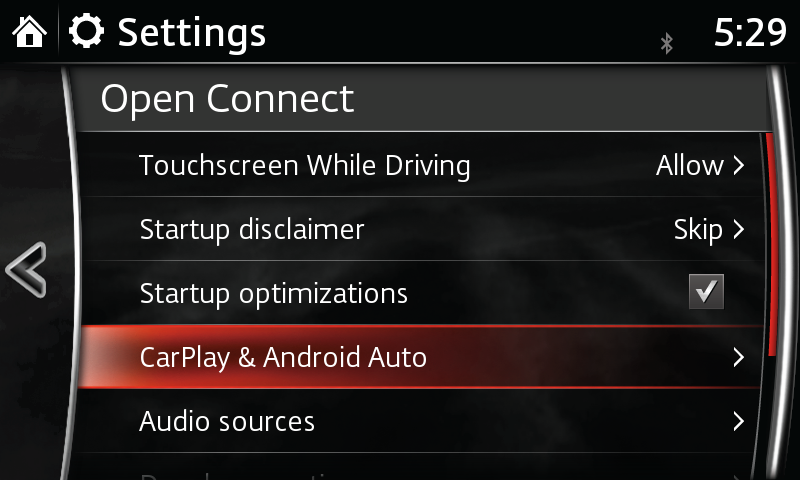 Settings
5:29
Open Connect
Touchscreen While Driving Allow
Startup disclaimer Skip
Startup optimizations
CarPlay & Android Auto
Audio sources